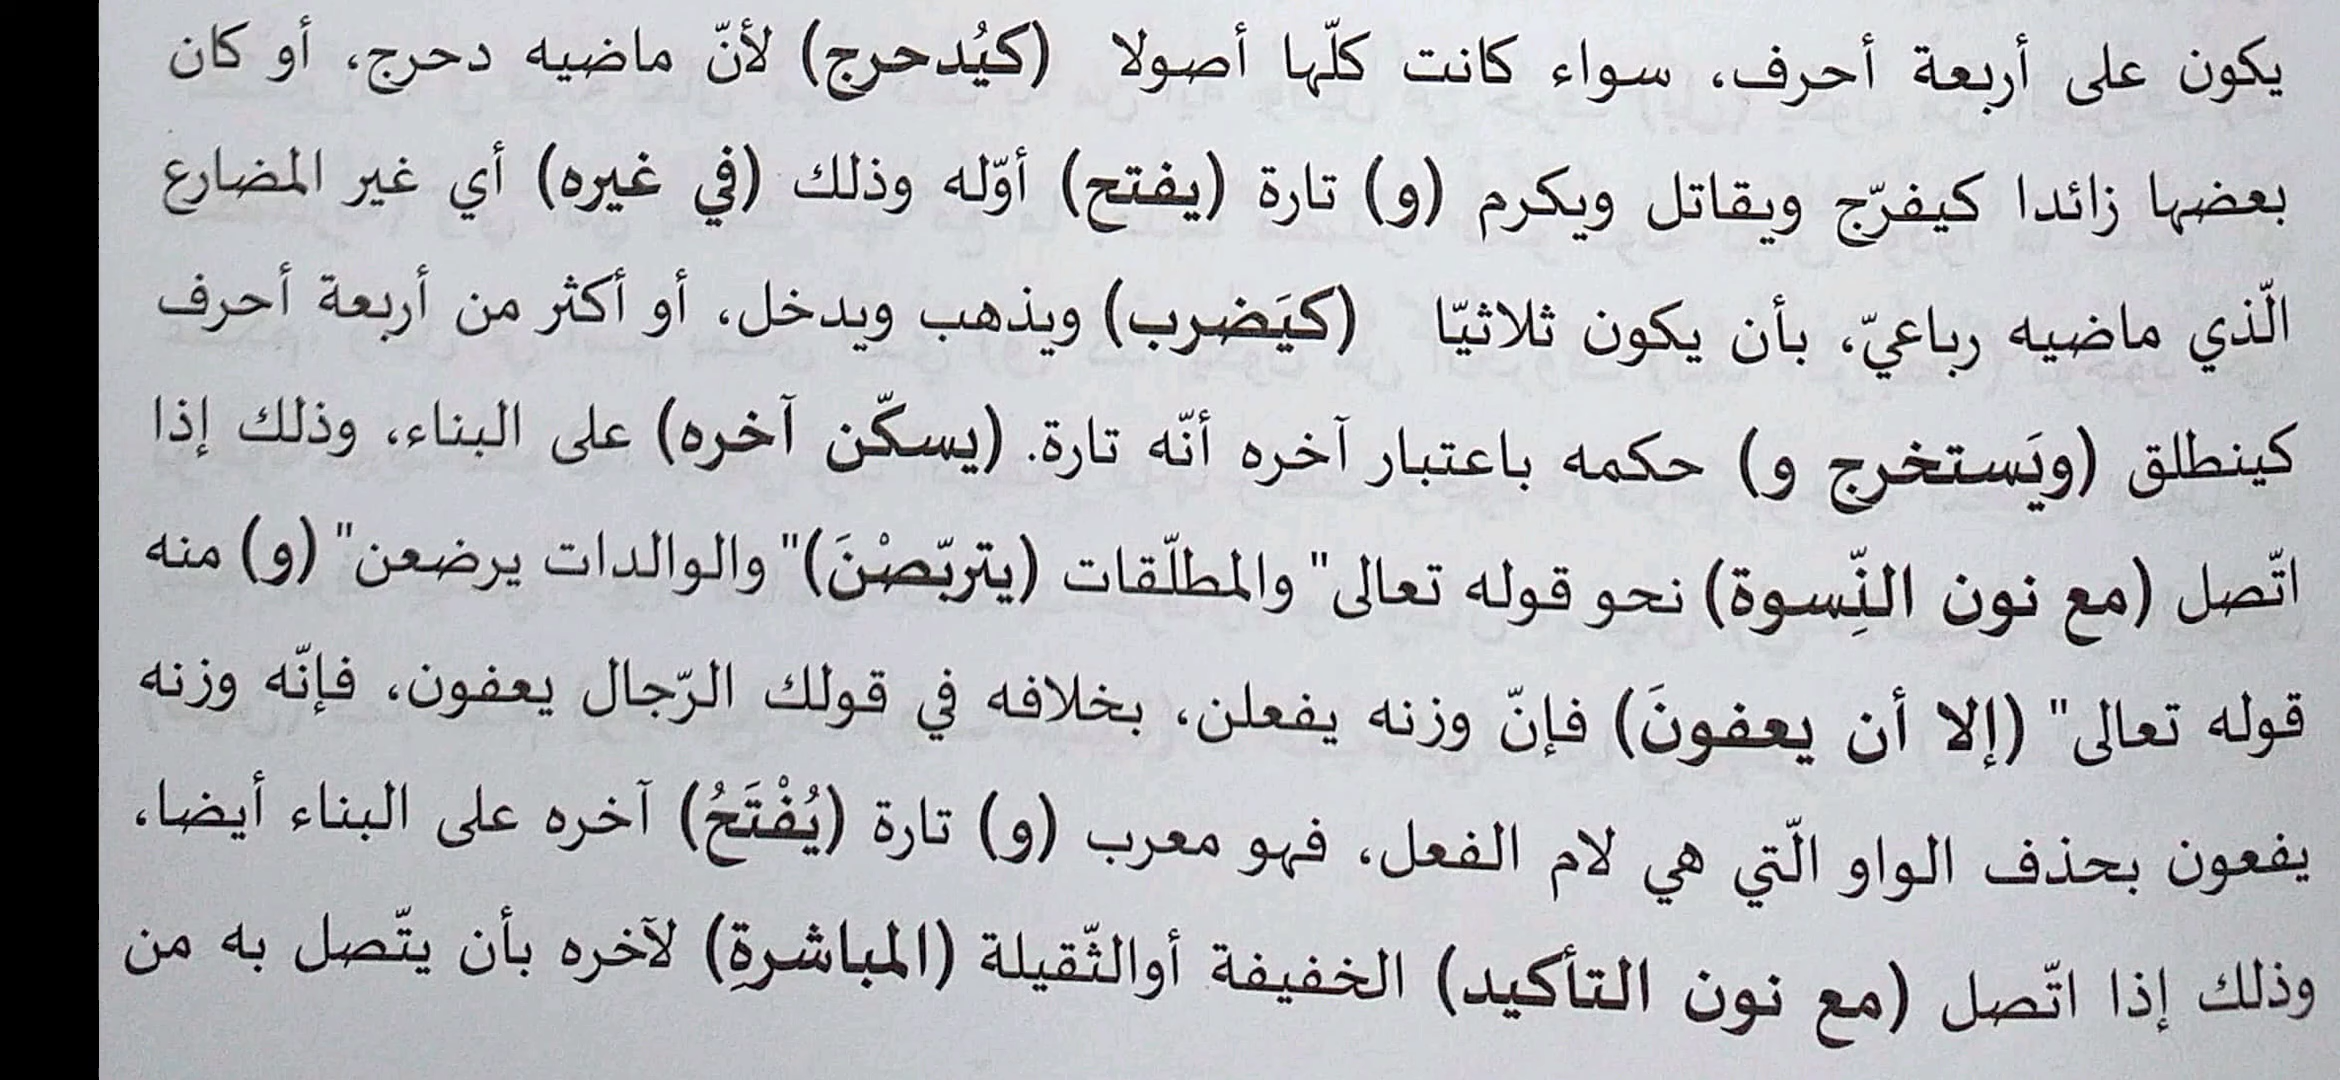 يكون على أربعة أحرف، سواء كانت كلّها أصولا (كيُدحرج) لأنّ ماضيه دحرج، أو كان
بعضها زائدا كيفرّج ويقاتل ويكرم (و) تارة (يفتح) أوّله وذلك (في غيره) أي غير المضارع
الّذي ماضيه رباعيّ، بأن يكون ثلاثيّا (كيَضرب) ويذهب ويدخل، أو أكثر من أربعة أحرف
كينطلق (ويَستخرج و) حكمه باعتبار آخره أنّه تارة. (يسكّن آخره) على البناء، وذلك إذا
اتّصل (مع نون النِّسوة) نحو قوله تعالى" والمطلّقات (يتربّصْنَ)" والوالدات يرضعن" (و) منه
قوله تعالى" (إلا أن يعفونَ) فإنّ وزنه يفعلن، بخلافه في قولك الرّجال يعفون، فإنّه وزنه
يفعون بحذف الواو الّتي هي لام الفعل، فهو معرب (و) تارة (يُفْتَحُ) آخره على البناء أيضا،
وذلك إذا اتّصل (مع نون التأكيد) الخفيفة أوالثّقيلة (المباشرةِ) لآخره بأن يتّصل به من